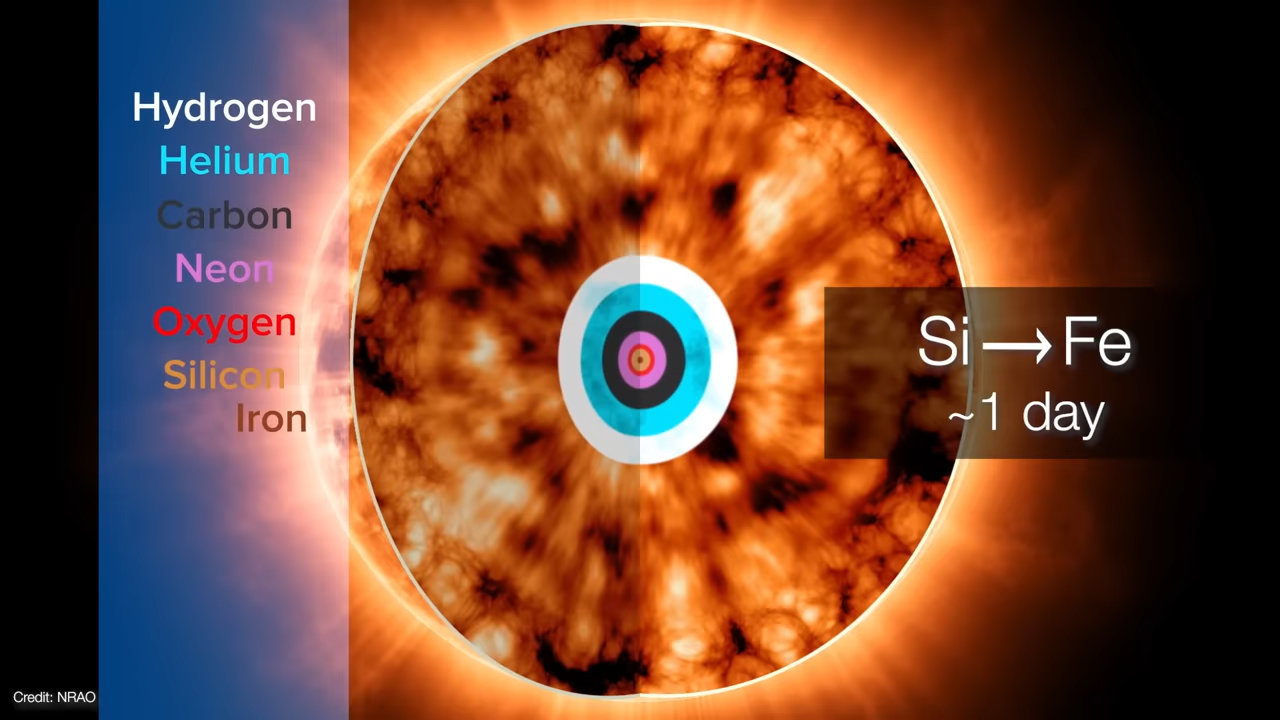 Hydrogen
Helium
Carbon
Neon
Oxygen
Silicon
Iron
Si→Fe
~1 day
Credit: NRAO